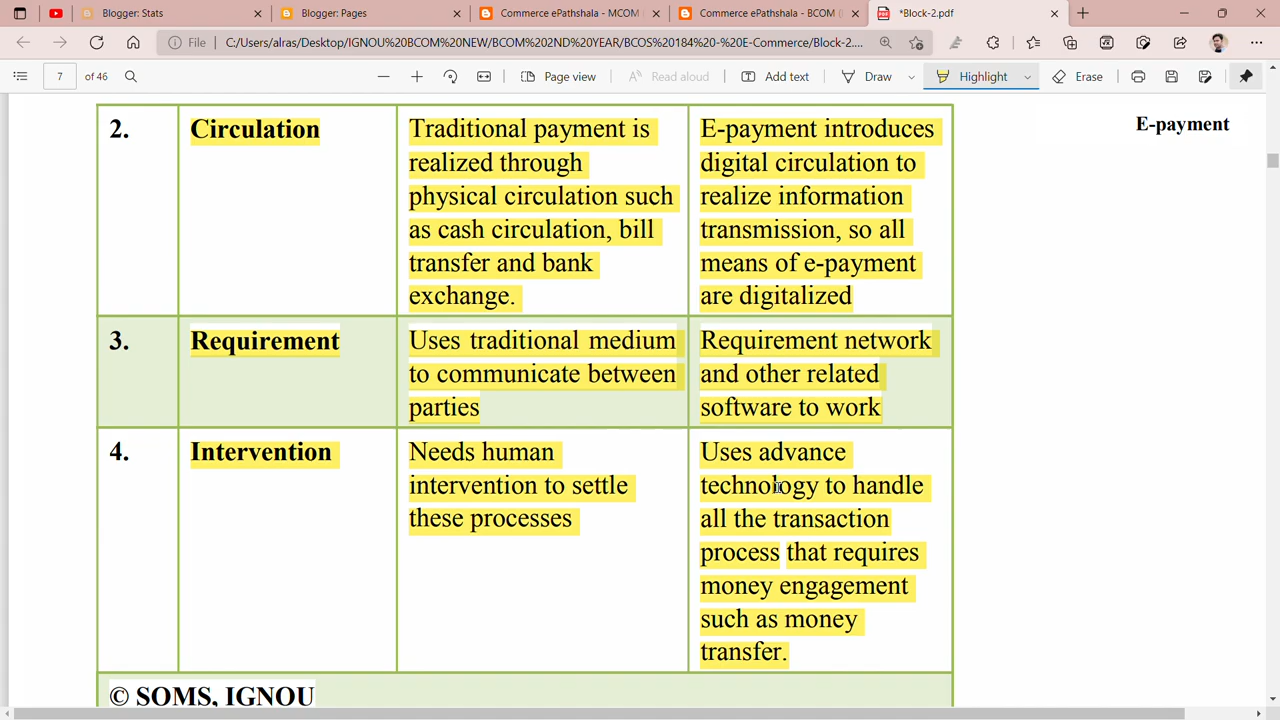 Blogger: Stats
Blogger: Pages
Commerce ePathshala - MCOM
Commerce ePathshala - BCOM
*Block-2.pdf
File
C:/Users/alras/Desktop/IGNOU%20BCOM%20NEW/BCOM%202ND%20YEAR/BCOS%20184%20-%20E-Commerce/Block-2....
7 of 46
Page view
Read aloud
Add text
Draw
Highlight
Erase
E-payment
2.
Circulation
Traditional payment is
realized through
physical circulation such
as cash circulation, bill
transfer and bank
exchange.
E-payment introduces
digital circulation to
realize information
transmission, so all
means of e-payment
are digitalized
3.
Requirement
Uses traditional medium
to communicate between
parties
Requirement network
and other related
software to work
4.
Intervention
Needs human
intervention to settle
these processes
Uses advance
technology to handle
all the transaction
process that requires
money engagement
such as money
transfer.
© SOMS, IGNOU